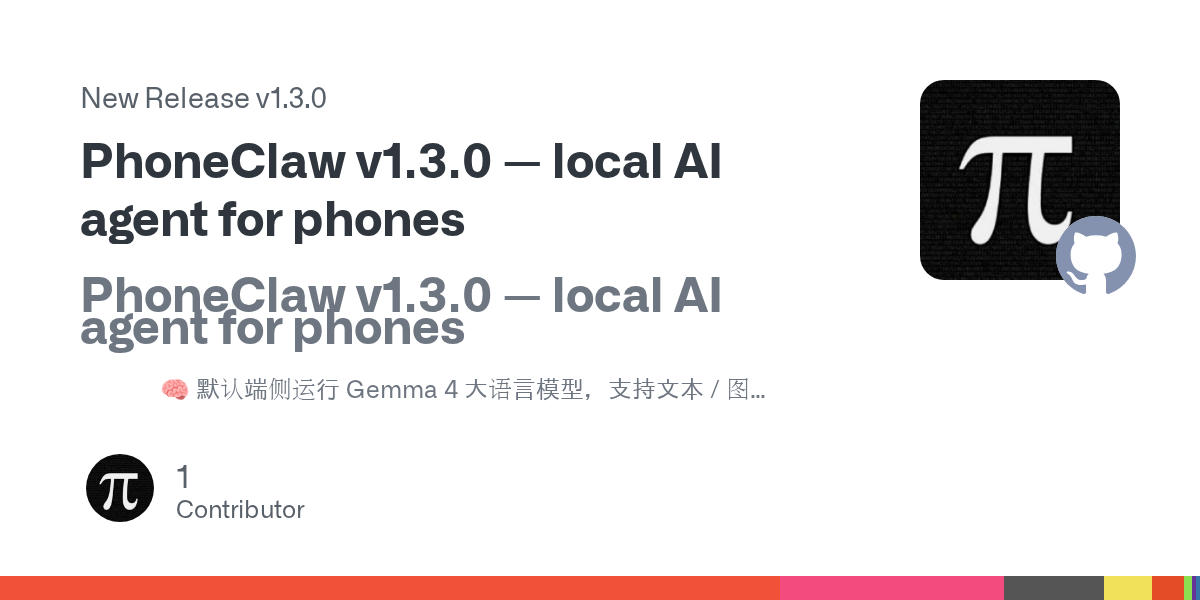 New Release v1.3.0
PhoneClaw v1.3.0 — local AI
agent for phones
PhoneClaw v1.3.0 — local AI
agent for phones
🧠 默认端侧运行 Gemma 4 大语言模型，支持文本 / 图...
π
π
1
Contributor